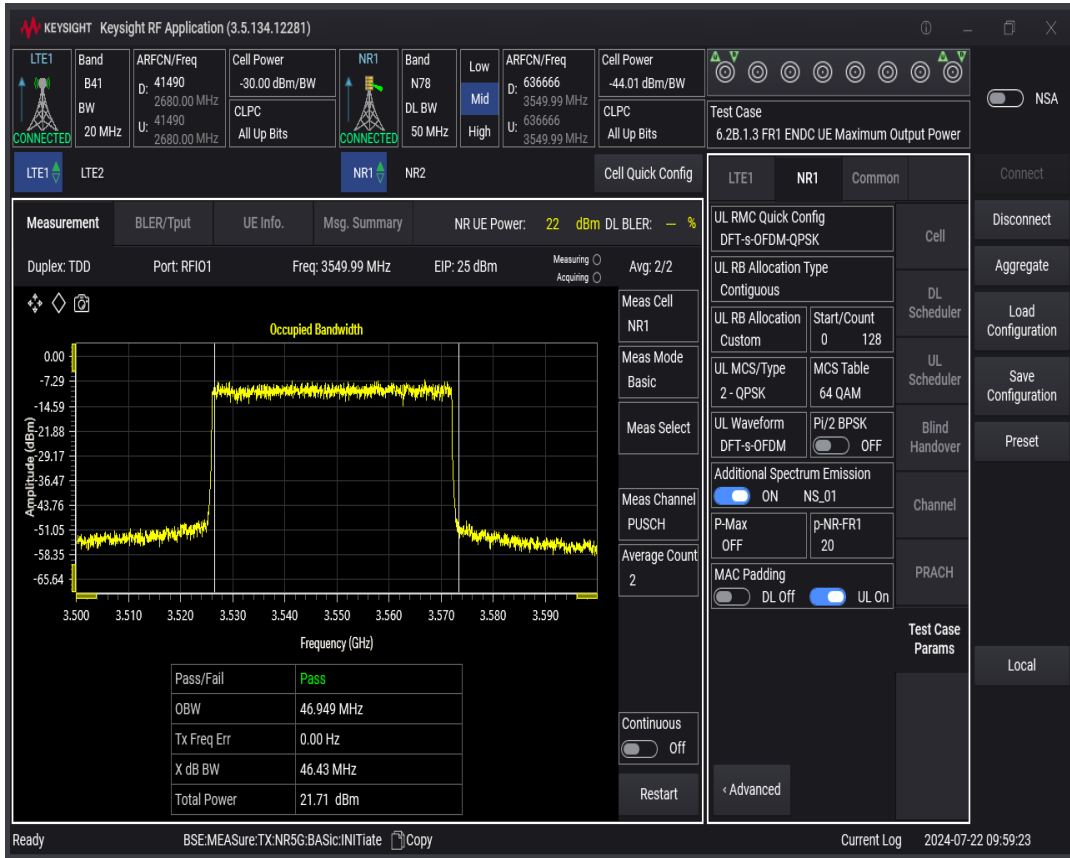 KEYSIGHT Keysight RF Application (3.5.134.12281)
LTE1
CONNECTED
Band
B41
BW
20 MHz
ARFCN/Freq
D: 41490
2680.00 MHz
U: 41490
2680.00 MHz
Cell Power
-30.00 dBm/BW
CLPC
All Up Bits
NR1
CONNECTED
Band
N78
DL BW
50 MHz
Low
Mid
High
ARFCN/Freq
D: 636666
3549.99 MHz
U: 636666
3549.99 MHz
Cell Power
-44.01 dBm/BW
CLPC
All Up Bits
Test Case
6.2B.1.3 FR1 ENDC UE Maximum Output Power
NSA
LTE1 LTE2 NR1 NR2 Cell Quick Config
Measurement BLER/Tput UE Info. Msg. Summary NR UE Power: 22 dBm DL BLER: — %
Duplex: TDD Port: RFIO1 Freq: 3549.99 MHz EIP: 25 dBm Measuring Avg: 2/2
Acquiring
Occupied Bandwidth
Amplitude (dBm)
0.00
-7.29
-14.59
-21.88
-29.17
-36.47
-43.76
-51.05
-58.35
-65.64
3.500 3.510 3.520 3.530 3.540 3.550 3.560 3.570 3.580 3.590
Frequency (GHz)
Pass/Fail Pass
OBW 46.949 MHz
Tx Freq Err 0.00 Hz
X dB BW 46.43 MHz
Total Power 21.71 dBm
Meas Cell
NR1
Meas Mode
Basic
Meas Select
Meas Channel
PUSCH
Average Count
2
Continuous
Off
Restart
LTE1 NR1 Common
UL RMC Quick Config
DFT-s-OFDM-QPSK
UL RB Allocation Type
Contiguous
UL RB Allocation
Custom
Start/Count
0 128
UL MCS/Type
2 - QPSK
MCS Table
64 QAM
UL Waveform
DFT-s-OFDM
Pi/2 BPSK
OFF
Additional Spectrum Emission
ON NS_01
P-Max
OFF
p-NR-FR1
20
MAC Padding
DL Off UL On
‹ Advanced
Cell
DL
Scheduler
UL
Scheduler
Blind
Handover
Channel
PRACH
Test Case
Params
Connect
Disconnect
Aggregate
Load
Configuration
Save
Configuration
Preset
Local
Ready BSE:MEASure:TX:NR5G:BASic:INITiate Copy Current Log 2024-07-22 09:59:23